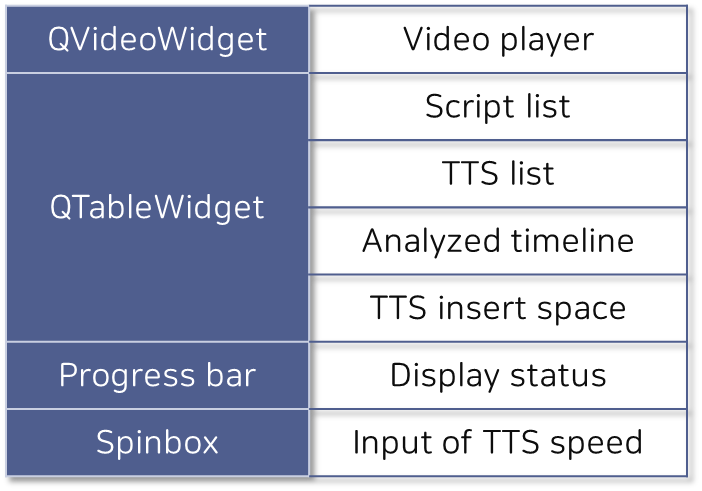 QVideoWidget
Video player
QTableWidget
Script list
TTS list
Analyzed timeline
TTS insert space
Progress bar
Display status
Spinbox
Input of TTS speed